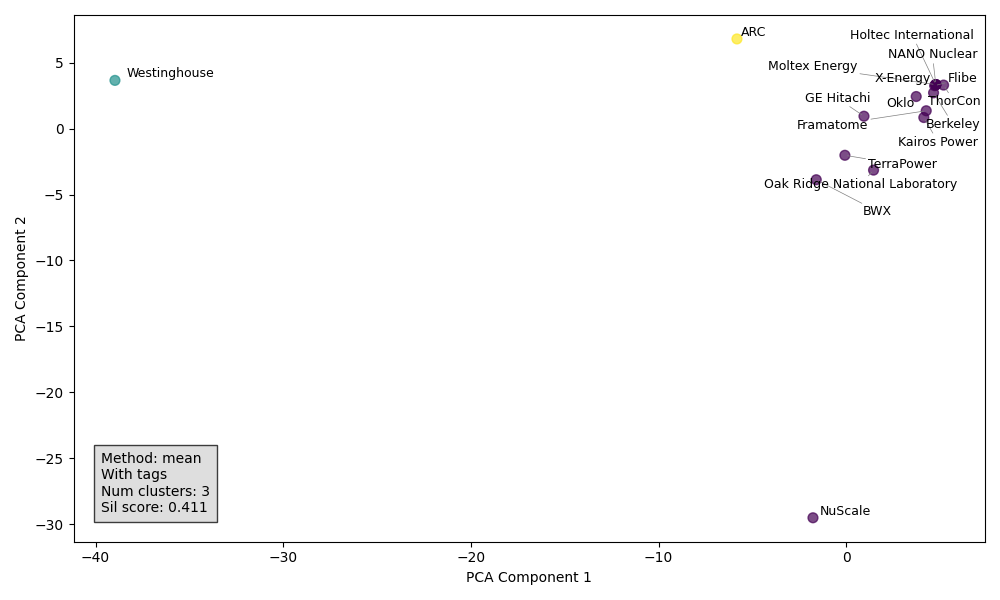 ARC
Holtec International
NANO Nuclear
Moltex Energy
Westinghouse
X-Energy
Flibe
GE Hitachi
Oklo
ThorCon
Framatome
Berkeley
Kairos Power
TerraPower
Oak Ridge National Laboratory
BWX
NuScale
Method: mean
With tags
Num clusters: 3
Sil score: 0.411
5
0
−5
−10
−15
−20
−25
−30
PCA Component 2
−40
−30
−20
−10
0
PCA Component 1